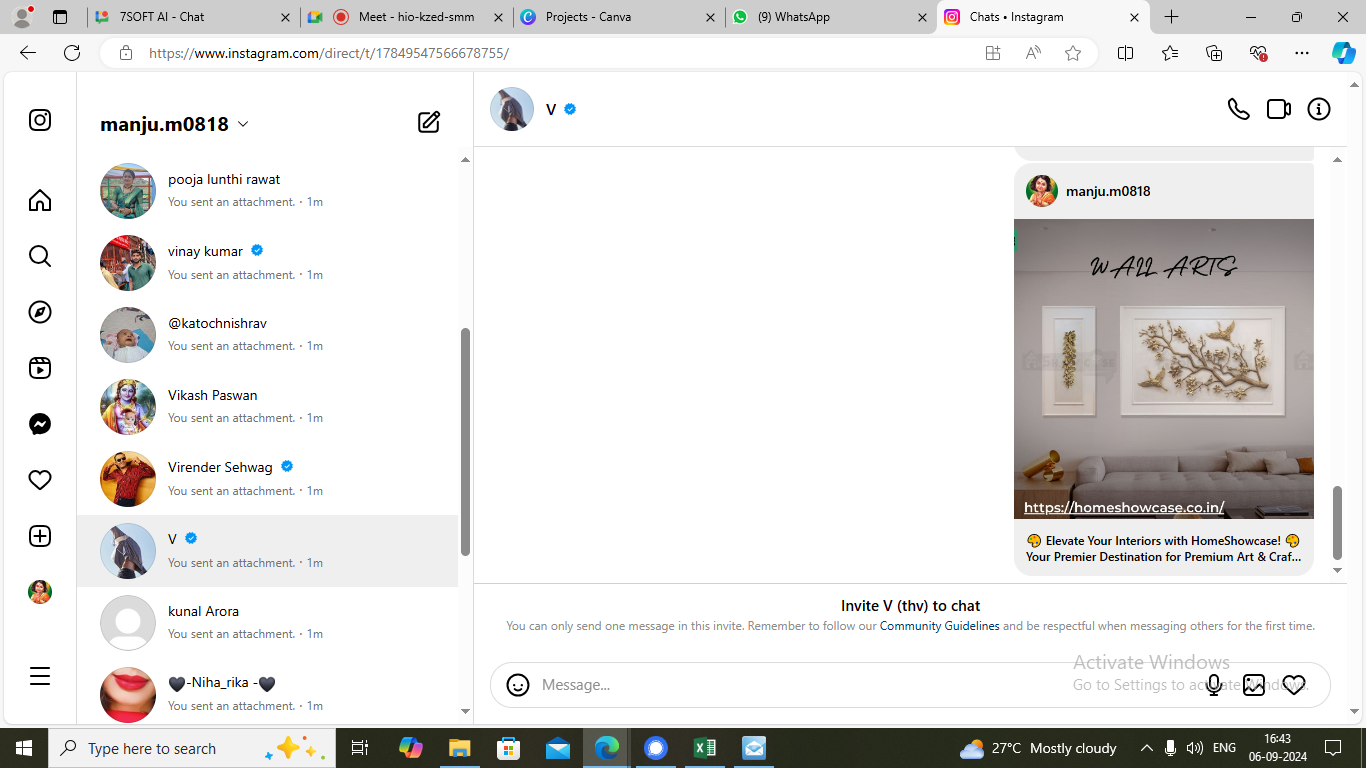 7SOFT AI - Chat
Meet - hio-kzed-smm
Projects - Canva
(9) WhatsApp
Chats • Instagram
https://www.instagram.com/direct/t/17849547566678755/
manju.m0818
pooja lunthi rawat
You sent an attachment. · 1m
vinay kumar
You sent an attachment. · 1m
@katochnishrav
You sent an attachment. · 1m
Vikash Paswan
You sent an attachment. · 1m
Virender Sehwag
You sent an attachment. · 1m
V
You sent an attachment. · 1m
kunal Arora
You sent an attachment. · 1m
🖤-Niha_rika -🖤
You sent an attachment. · 1m
V
manju.m0818
WALL ARTS
https://homeshowcase.co.in/
🎨 Elevate Your Interiors with HomeShowcase! 🎨
Your Premier Destination for Premium Art & Craf...
Invite V (thv) to chat
You can only send one message in this invite. Remember to follow our Community Guidelines and be respectful when messaging others for the first time.
Message...
Activate Windows
Go to Settings to activate Windows.
Type here to search
27°C Mostly cloudy
ENG
16:43
06-09-2024